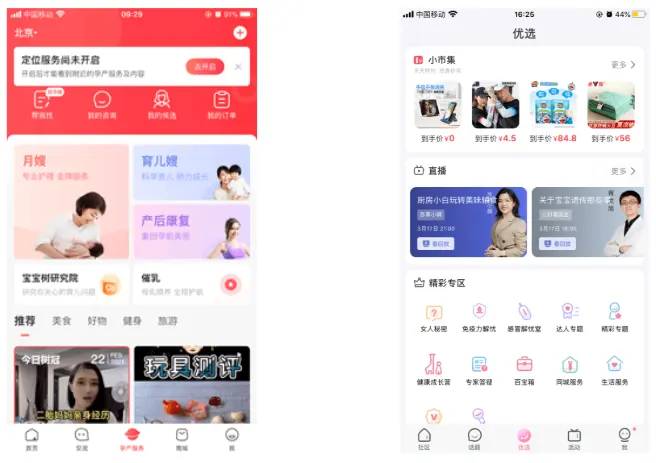 中国移动
09:29
91%
北京
定位服务尚未开启
开启后才能看到附近的孕产服务及内容
去开启
帮我找
我的咨询
我的候选
我的订单
月嫂
专业护理 金牌服务
育儿嫂
科学育儿 助力成长
产后康复
重回孕前美丽
宝宝树研究院
研究你关心的育儿问题
催乳
母乳喂养 全程护航
推荐 美食 好物 健身 旅游
今日树冠
22
二胎妈妈亲身经历
玩具测评
首页
发现
孕产服务
商城
我
中国移动
16:25
44%
优选
小市集
更多
到手价¥0
到手价¥4.5
到手价¥84.8
到手价¥56
直播
更多
厨房小白玩转美味辅食
3月17日 21:00
看回放
关于宝宝遗传那些事
3月17日 16:00
看回放
精彩专区
女人秘密
免疫力解忧
感冒解忧室
达人专题
精彩专题
健康成长营
专家答疑
百宝箱
同城服务
生活服务
社区
话题
优选
活动
我